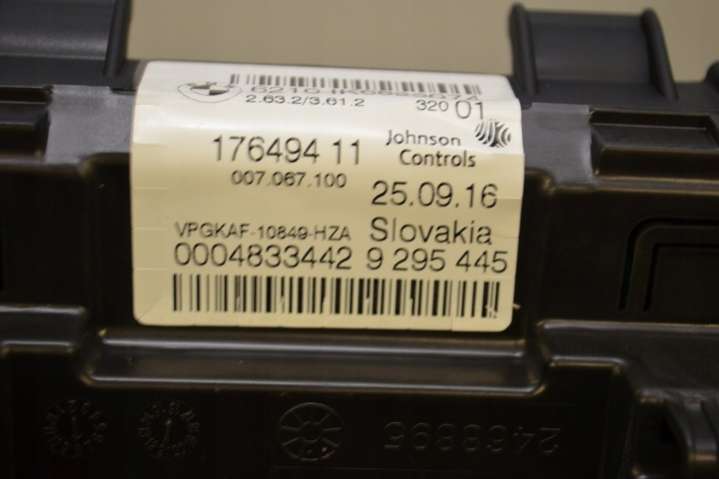 2.63.2/3.61.2
320 01
176494 11
Johnson
Controls
007.067.100
25.09.16
VPGKAF-10849-HZA Slovakia
0004833442 9 295 445
2469895